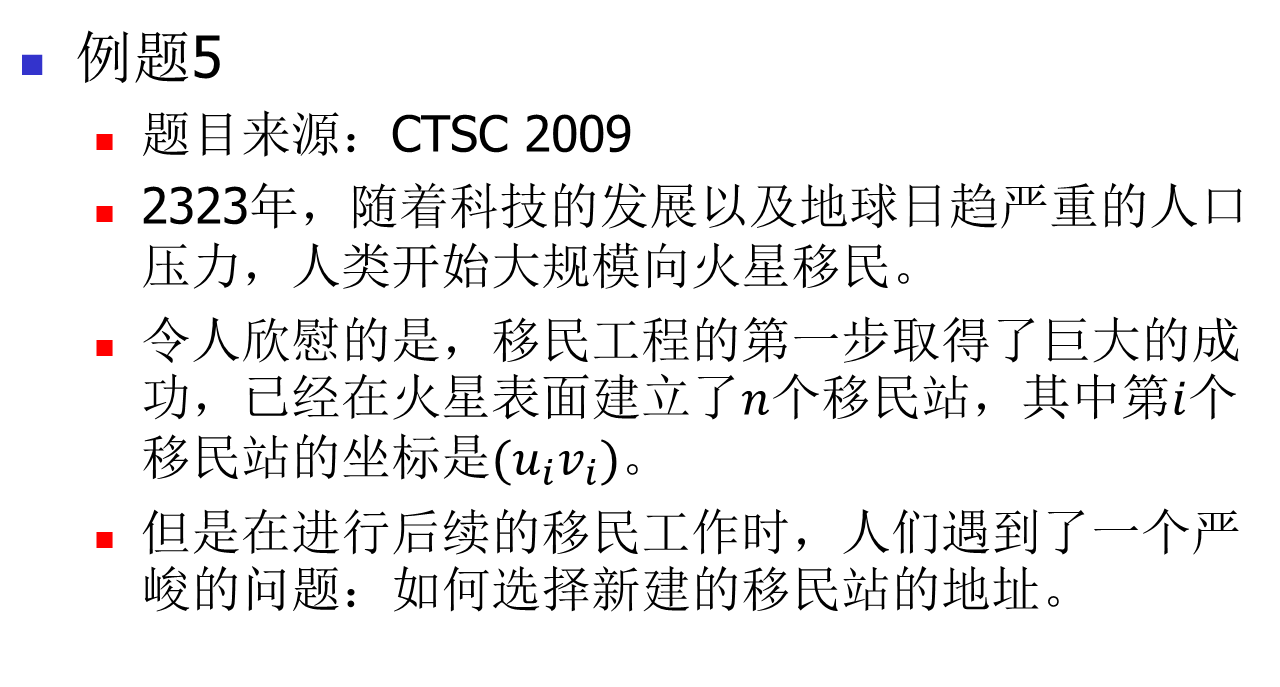 例题5
题目来源：CTSC 2009
2323年，随着科技的发展以及地球日趋严重的人口
压力，人类开始大规模向火星移民。
令人欣慰的是，移民工程的第一步取得了巨大的成
功，已经在火星表面建立了n个移民站，其中第i个
移民站的坐标是(uᵢvᵢ)。
但是在进行后续的移民工作时，人们遇到了一个严
峻的问题：如何选择新建的移民站的地址。